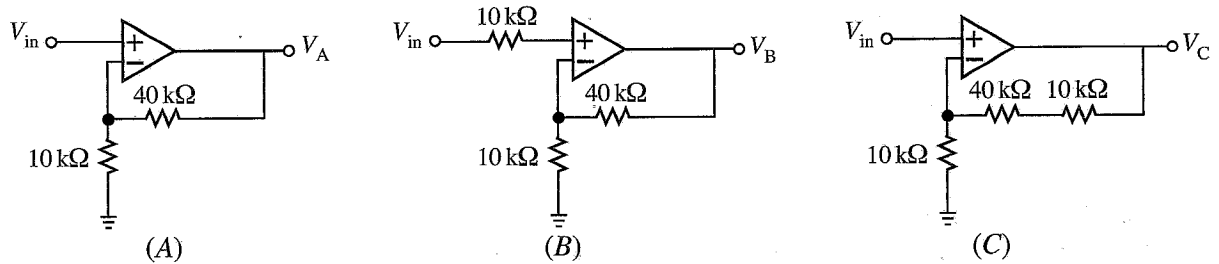 V_in + − V_A
40 kΩ
10 kΩ
(A)
10 kΩ
V_in + − V_B
40 kΩ
10 kΩ
(B)
V_in + − V_C
40 kΩ 10 kΩ
10 kΩ
(C)